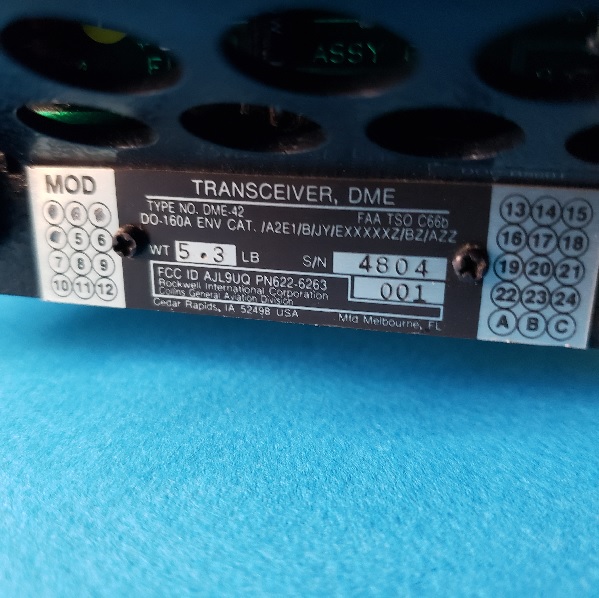 ASSY
MOD
5 6
7 8 9
10 11 12
TRANSCEIVER, DME
TYPE NO. DME-42 FAA TSO C66b
DO-160A ENV CAT. /A2E1/B/JY/EXXXXXZ/BZ/AZZ
WT 5.3 LB S/N 4804
FCC ID AJL9UQ PN622-6263 001
Rockwell International Corporation
Collins General Aviation Division
Cedar Rapids, IA 52498 USA Mfd Melbourne, FL
13 14 15
16 17 18
19 20 21
22 23 24
A B C